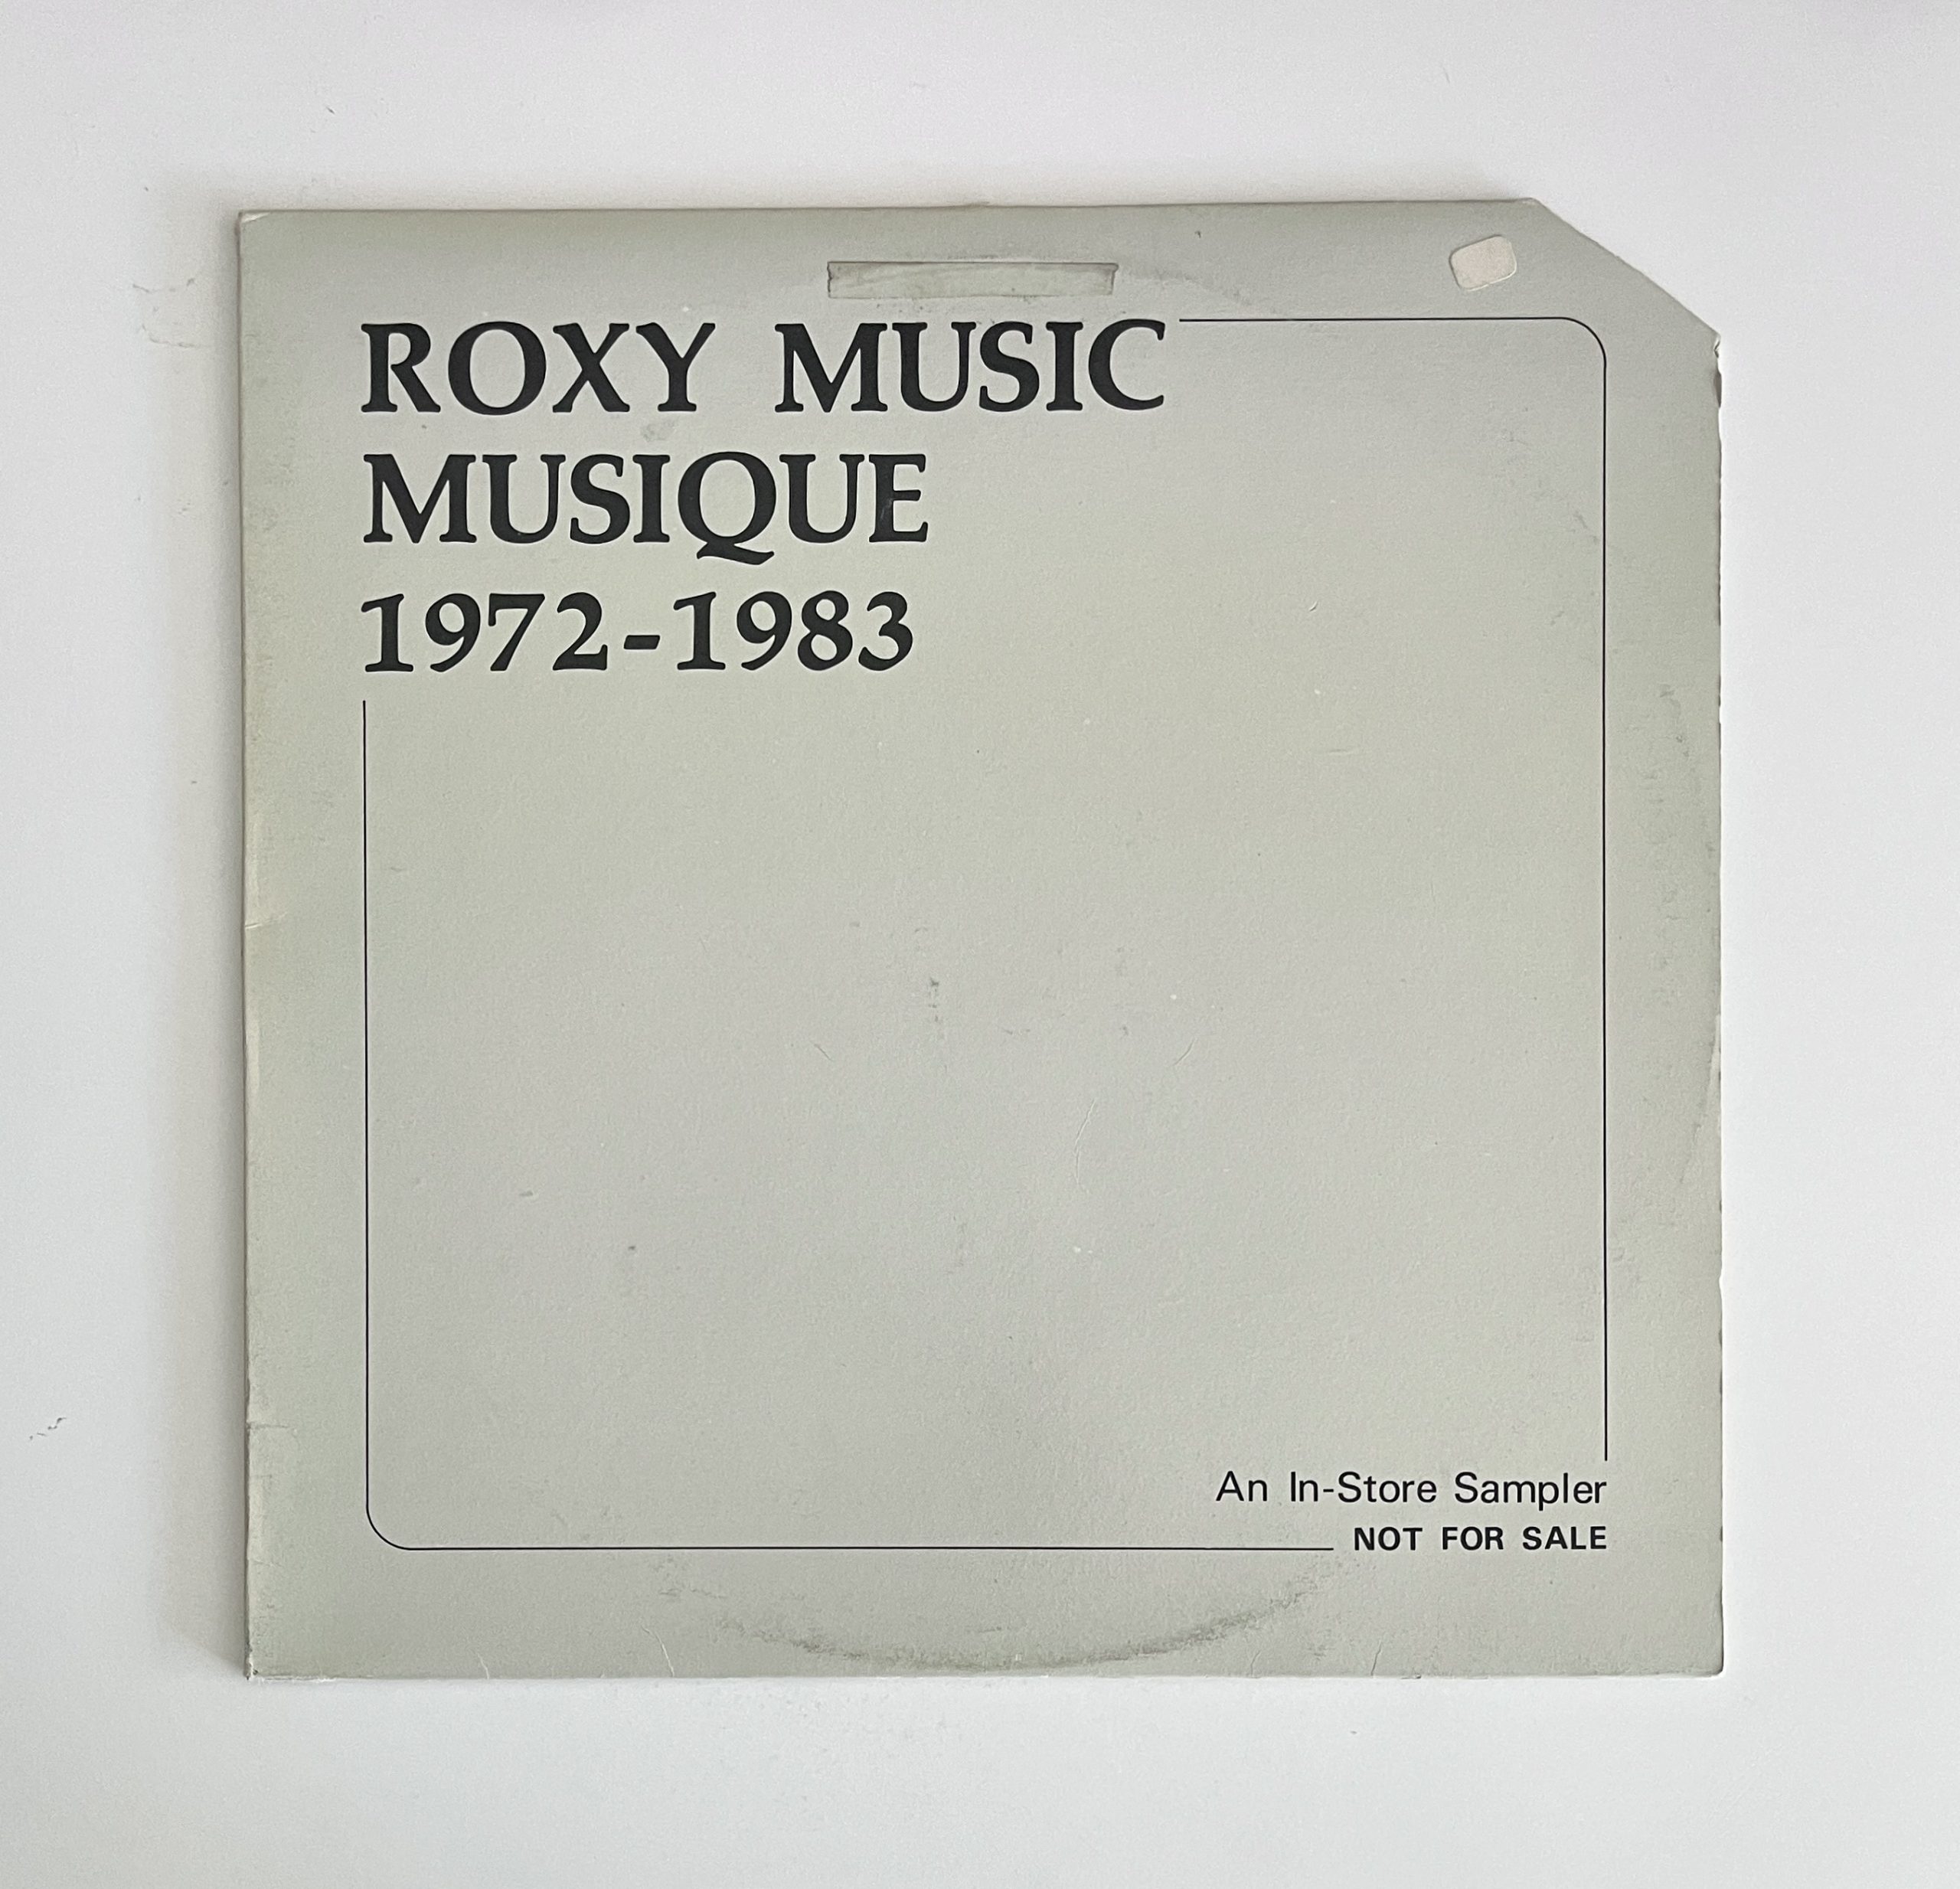 ROXY MUSIC
MUSIQUE
1972-1983
An In-Store Sampler
NOT FOR SALE